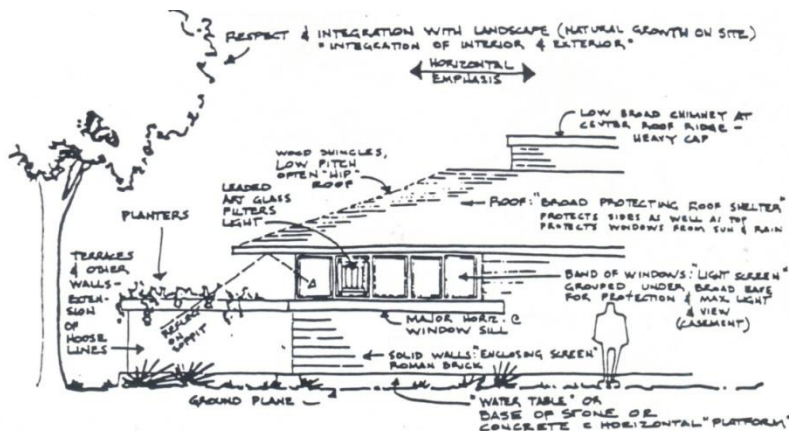 RESPECT & INTEGRATION WITH LANDSCAPE (NATURAL GROWTH ON SITE)
"INTEGRATION OF INTERIOR & EXTERIOR"
HORIZONTAL
EMPHASIS
LOW BROAD CHIMNEY AT
CENTER ROOF RIDGE –
HEAVY CAP
WOOD SHINGLES,
LOW PITCH
OFTEN "HIP"
ROOF
LEADED
ART GLASS
FILTERS
LIGHT
ROOF: "BROAD PROTECTING ROOF SHELTER"
PROTECTS SIDES AS WELL AS TOP
PROTECTS WINDOWS FROM SUN & RAIN
PLANTERS
TERRACES
& OTHER
WALLS–
EXTEN-
SION
OF
HOUSE
LINES
REFLECT
ON
SOFFIT
BAND OF WINDOWS: "LIGHT SCREEN"
GROUPED UNDER, BROAD EAVE
FOR PROTECTION & MAX. LIGHT
& VIEW
(CASEMENT)
MAJOR HORIZ. @
WINDOW SILL
SOLID WALLS: "ENCLOSING SCREEN"
ROMAN BRICK
GROUND PLANE
"WATER TABLE" OR
BASE OF STONE OR
CONCRETE @ HORIZONTAL "PLATFORM"